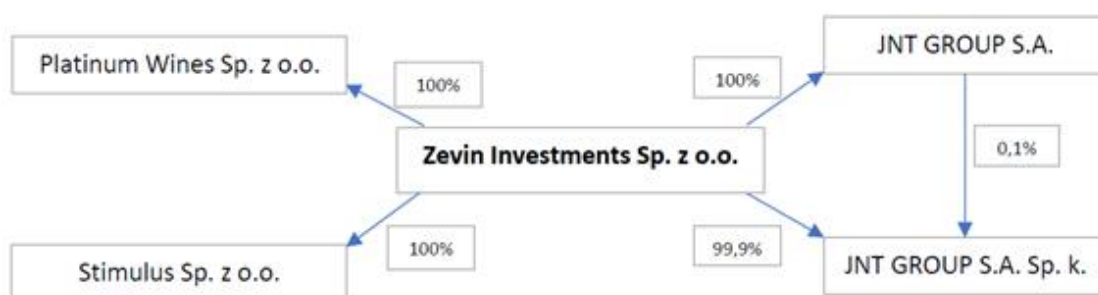 JNT GROUP S.A.
Platinum Wines Sp. z o.o.
100%
100%
Zevin Investments Sp. z o.o.
0,1%
100%
99,9%
Stimulus Sp. z o.o.
JNT GROUP S.A. Sp. k.